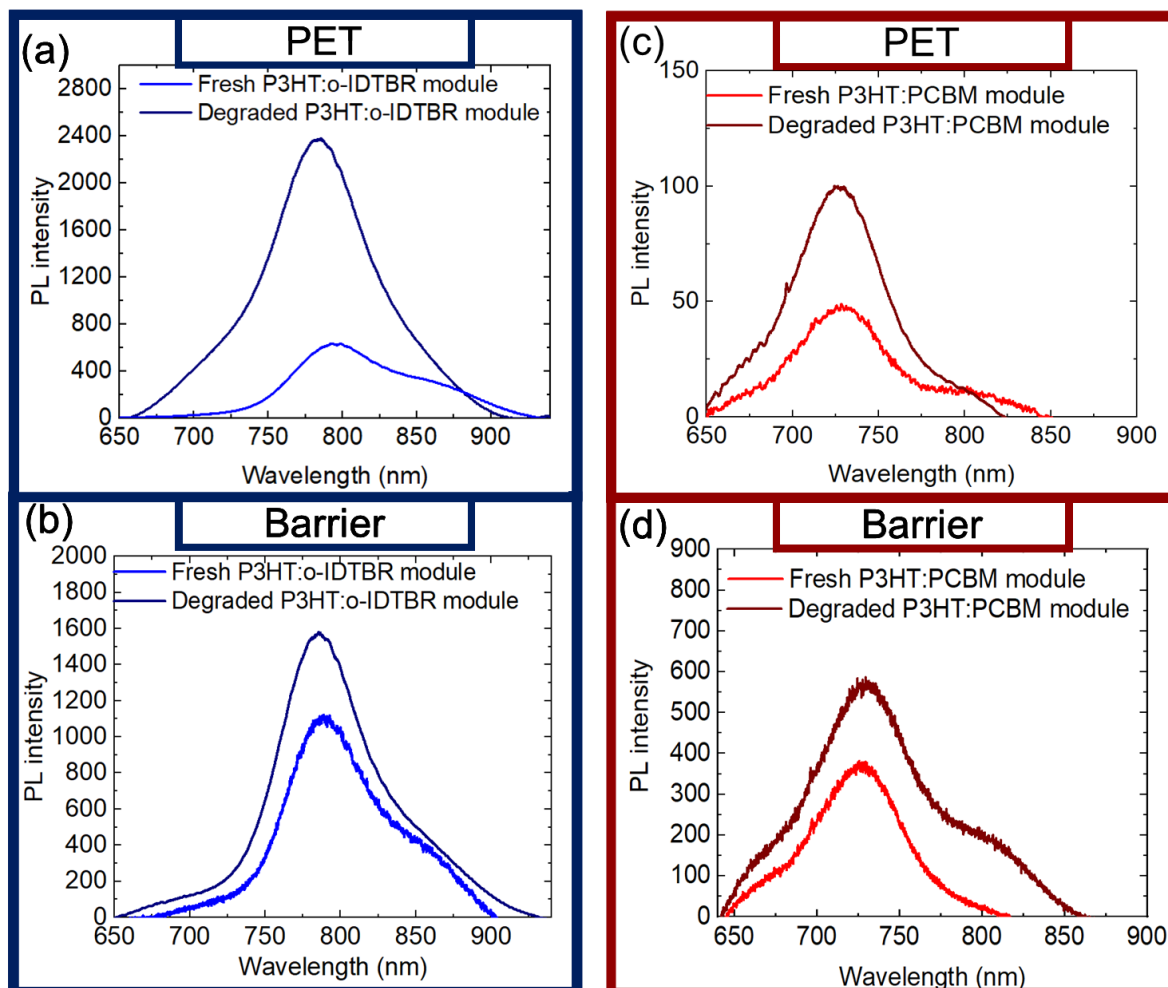 (a)
PET
Fresh P3HT:o-IDTBR module
Degraded P3HT:o-IDTBR module
2800
2400
2000
1600
1200
800
400
0
PL intensity
650 700 750 800 850 900
Wavelength (nm)
(c)
PET
Fresh P3HT:PCBM module
Degraded P3HT:PCBM module
150
100
50
0
PL intensity
650 700 750 800 850 900
Wavelength (nm)
(b)
Barrier
Fresh P3HT:o-IDTBR module
Degraded P3HT:o-IDTBR module
2000
1800
1600
1400
1200
1000
800
600
400
200
0
PL intensity
650 700 750 800 850 900
Wavelength (nm)
(d)
Barrier
Fresh P3HT:PCBM module
Degraded P3HT:PCBM module
900
800
700
600
500
400
300
200
100
0
PL intensity
650 700 750 800 850 900
Wavelength (nm)